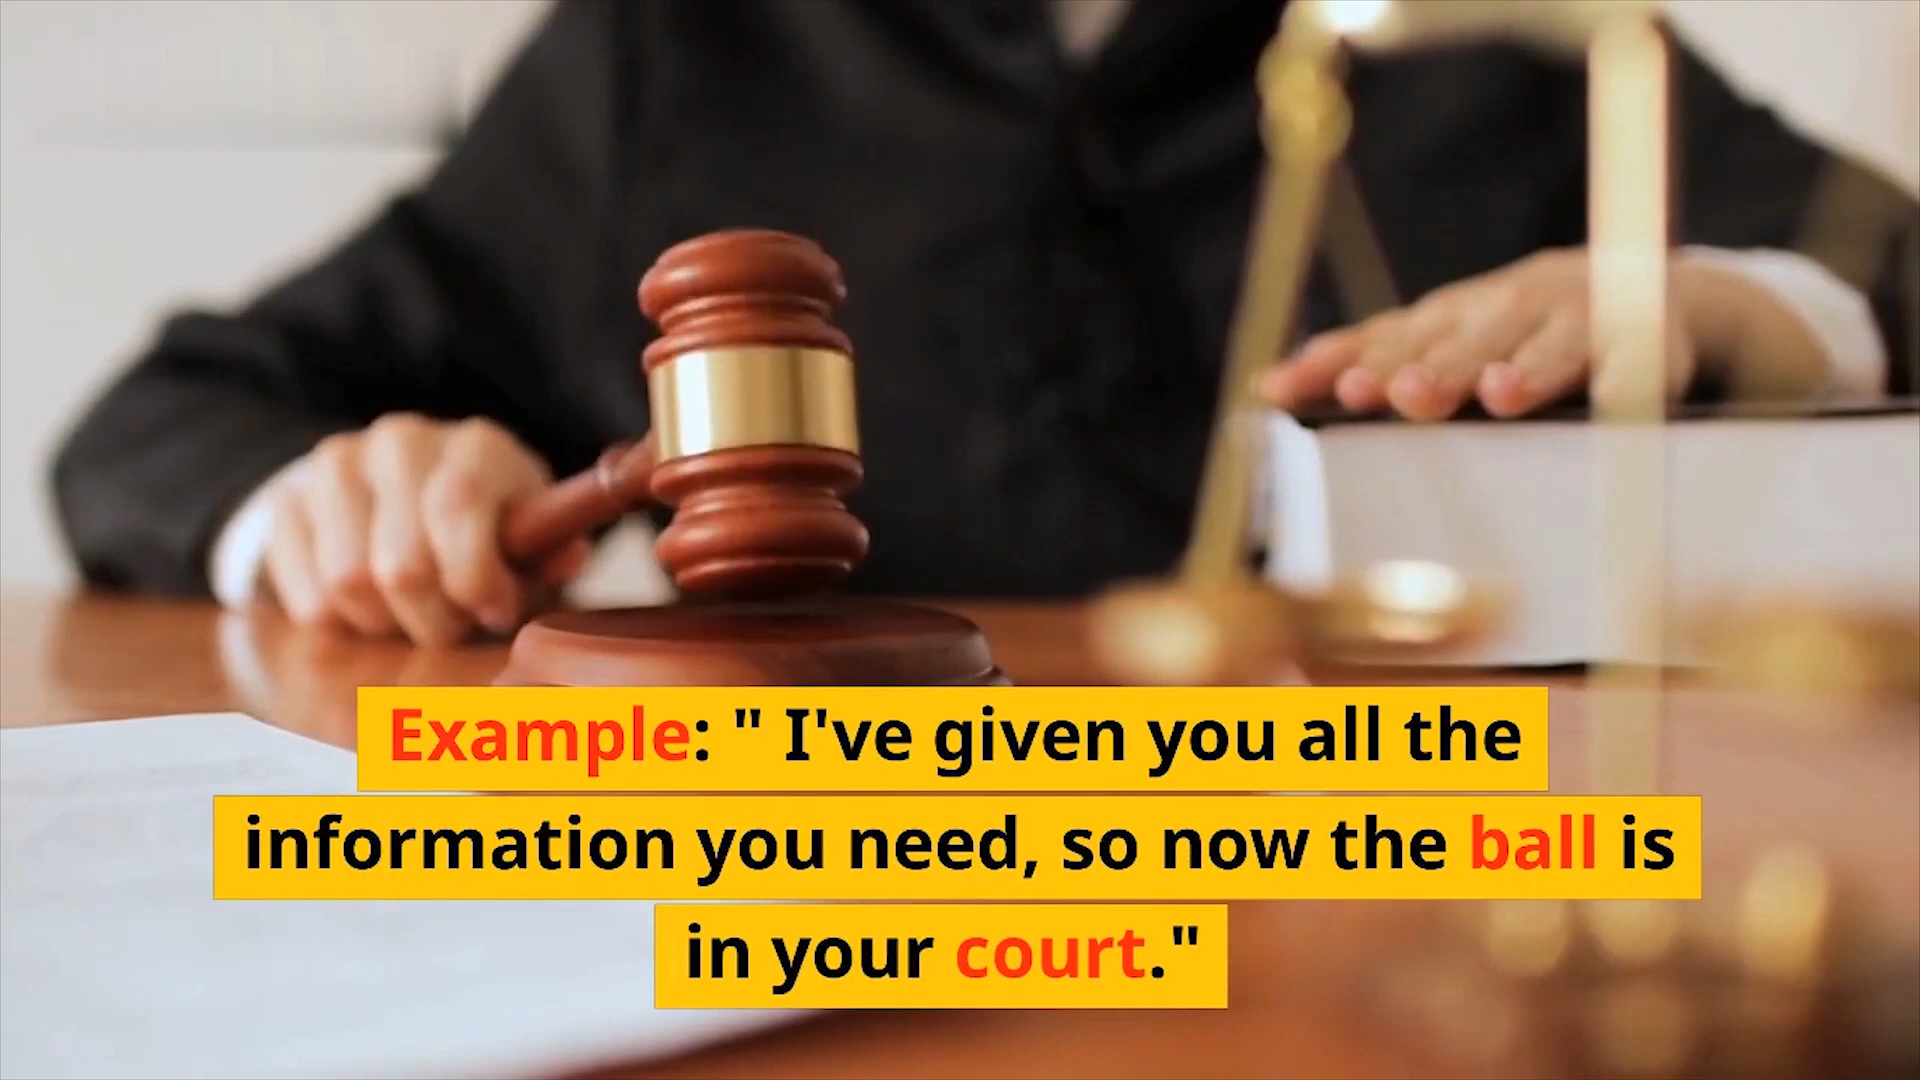 Example: " I've given you all the
information you need, so now the ball is
in your court."